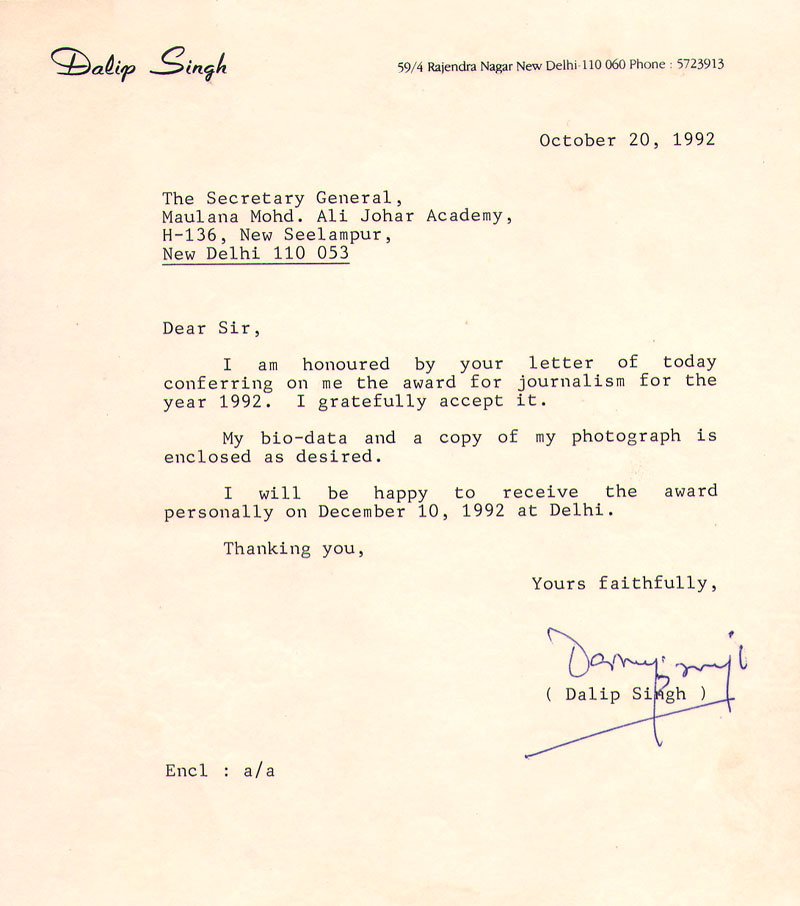 Dalip Singh
59/4 Rajendra Nagar New Delhi-110 060 Phone : 5723913
October 20, 1992
The Secretary General,
Maulana Mohd. Ali Johar Academy,
H-136, New Seelampur,
New Delhi 110 053
Dear Sir,
I am honoured by your letter of today
conferring on me the award for journalism for the
year 1992. I gratefully accept it.
My bio-data and a copy of my photograph is
enclosed as desired.
I will be happy to receive the award
personally on December 10, 1992 at Delhi.
Thanking you,
Yours faithfully,
( Dalip Singh )
Encl : a/a